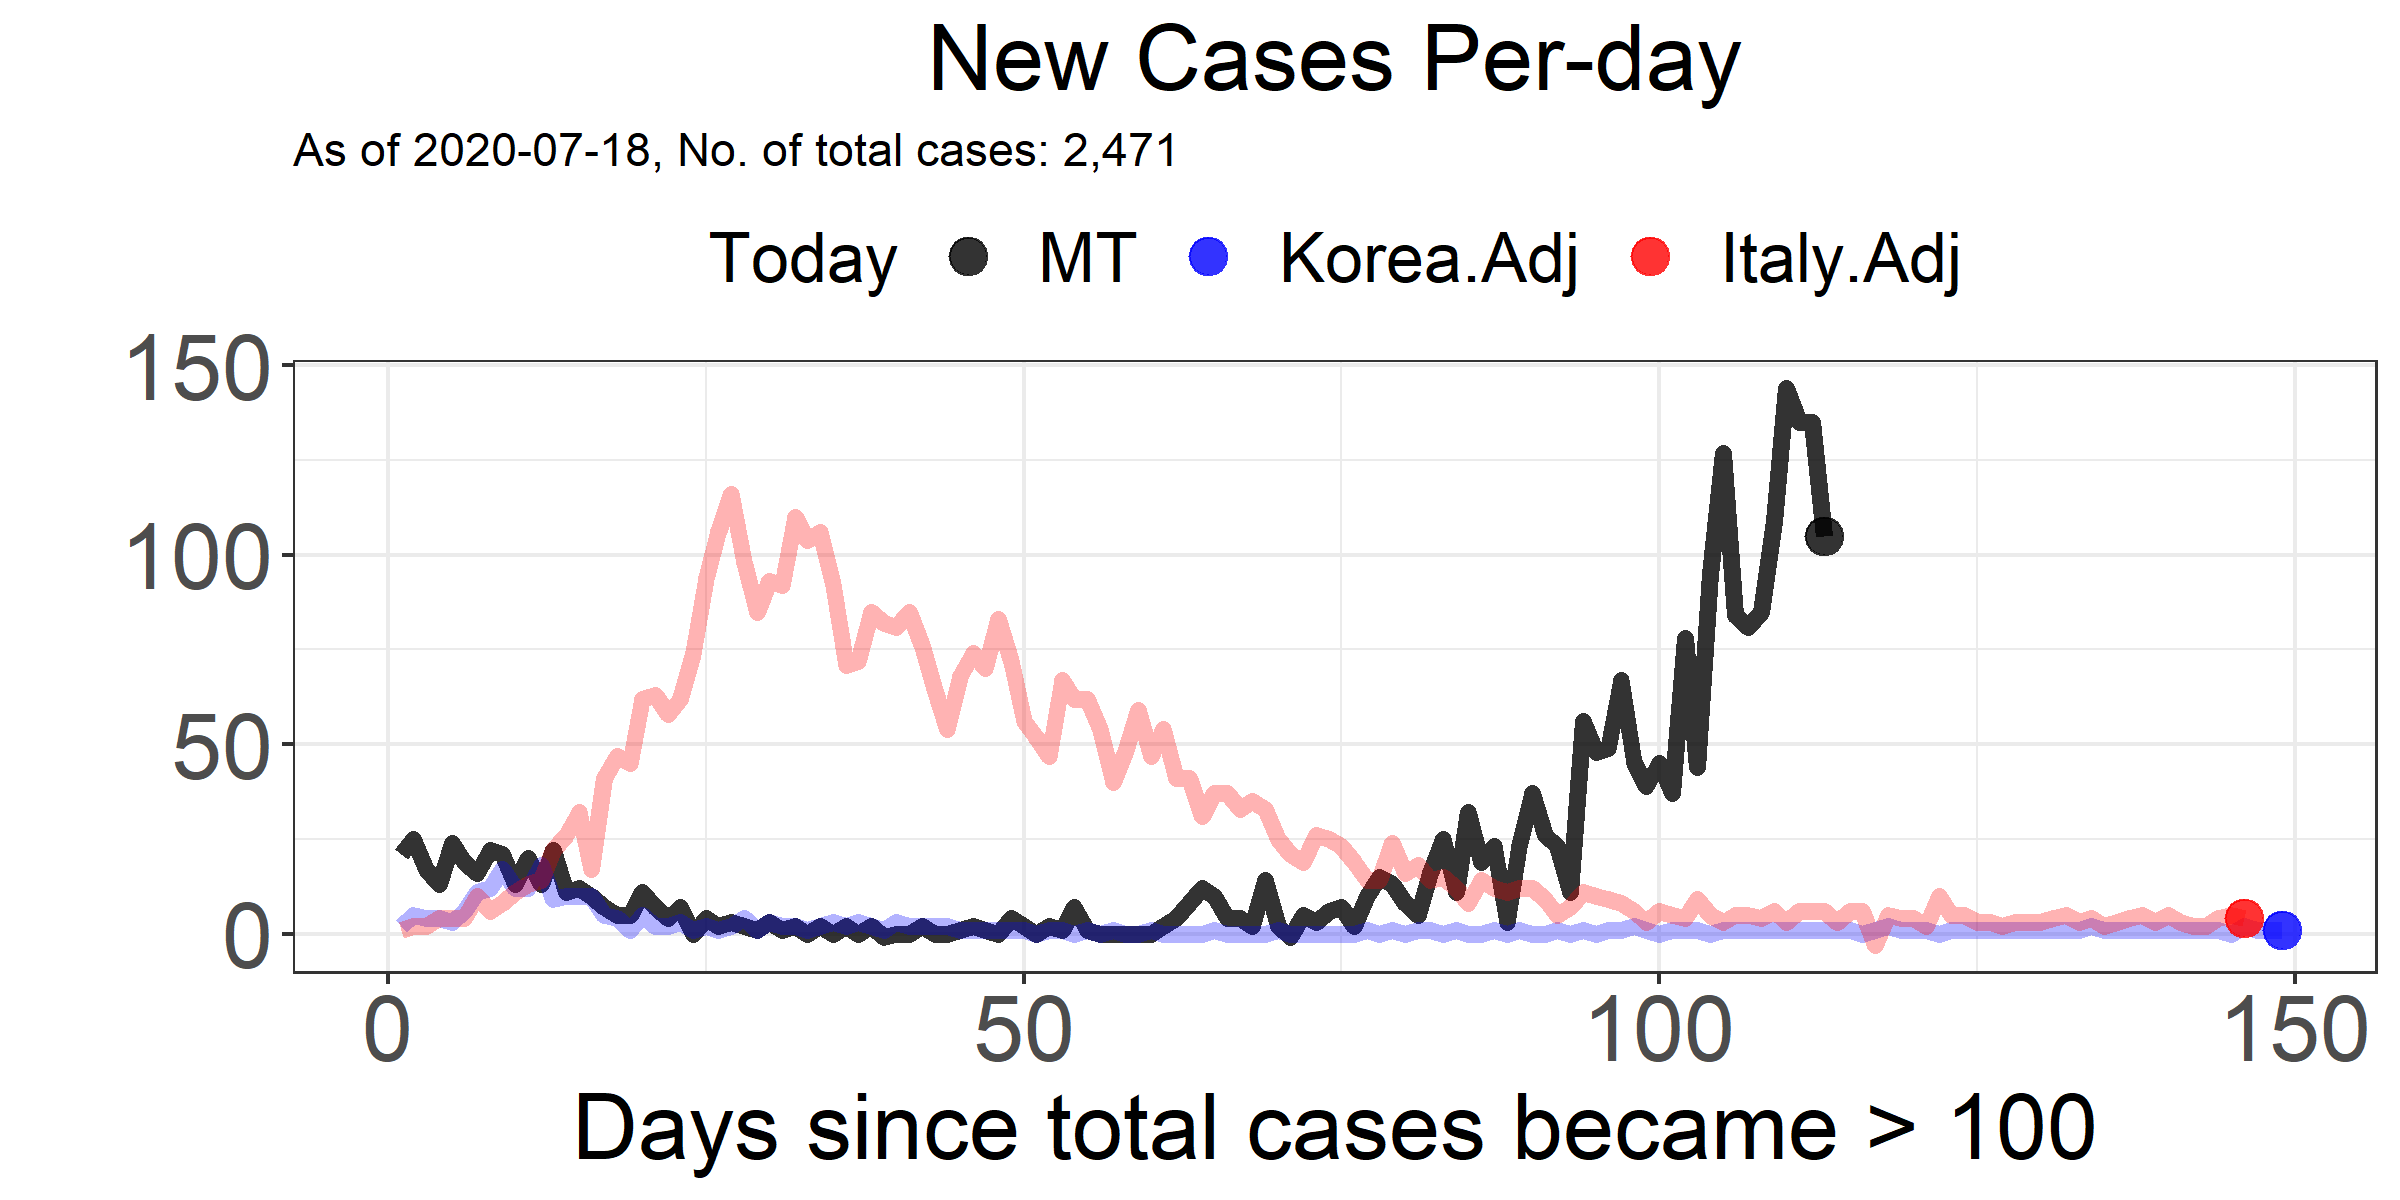 New Cases Per-day
As of 2020-07-18, No. of total cases: 2,471
Today MT Korea.Adj Italy.Adj
150
100
50
0
0 50 100 150
Days since total cases became > 100